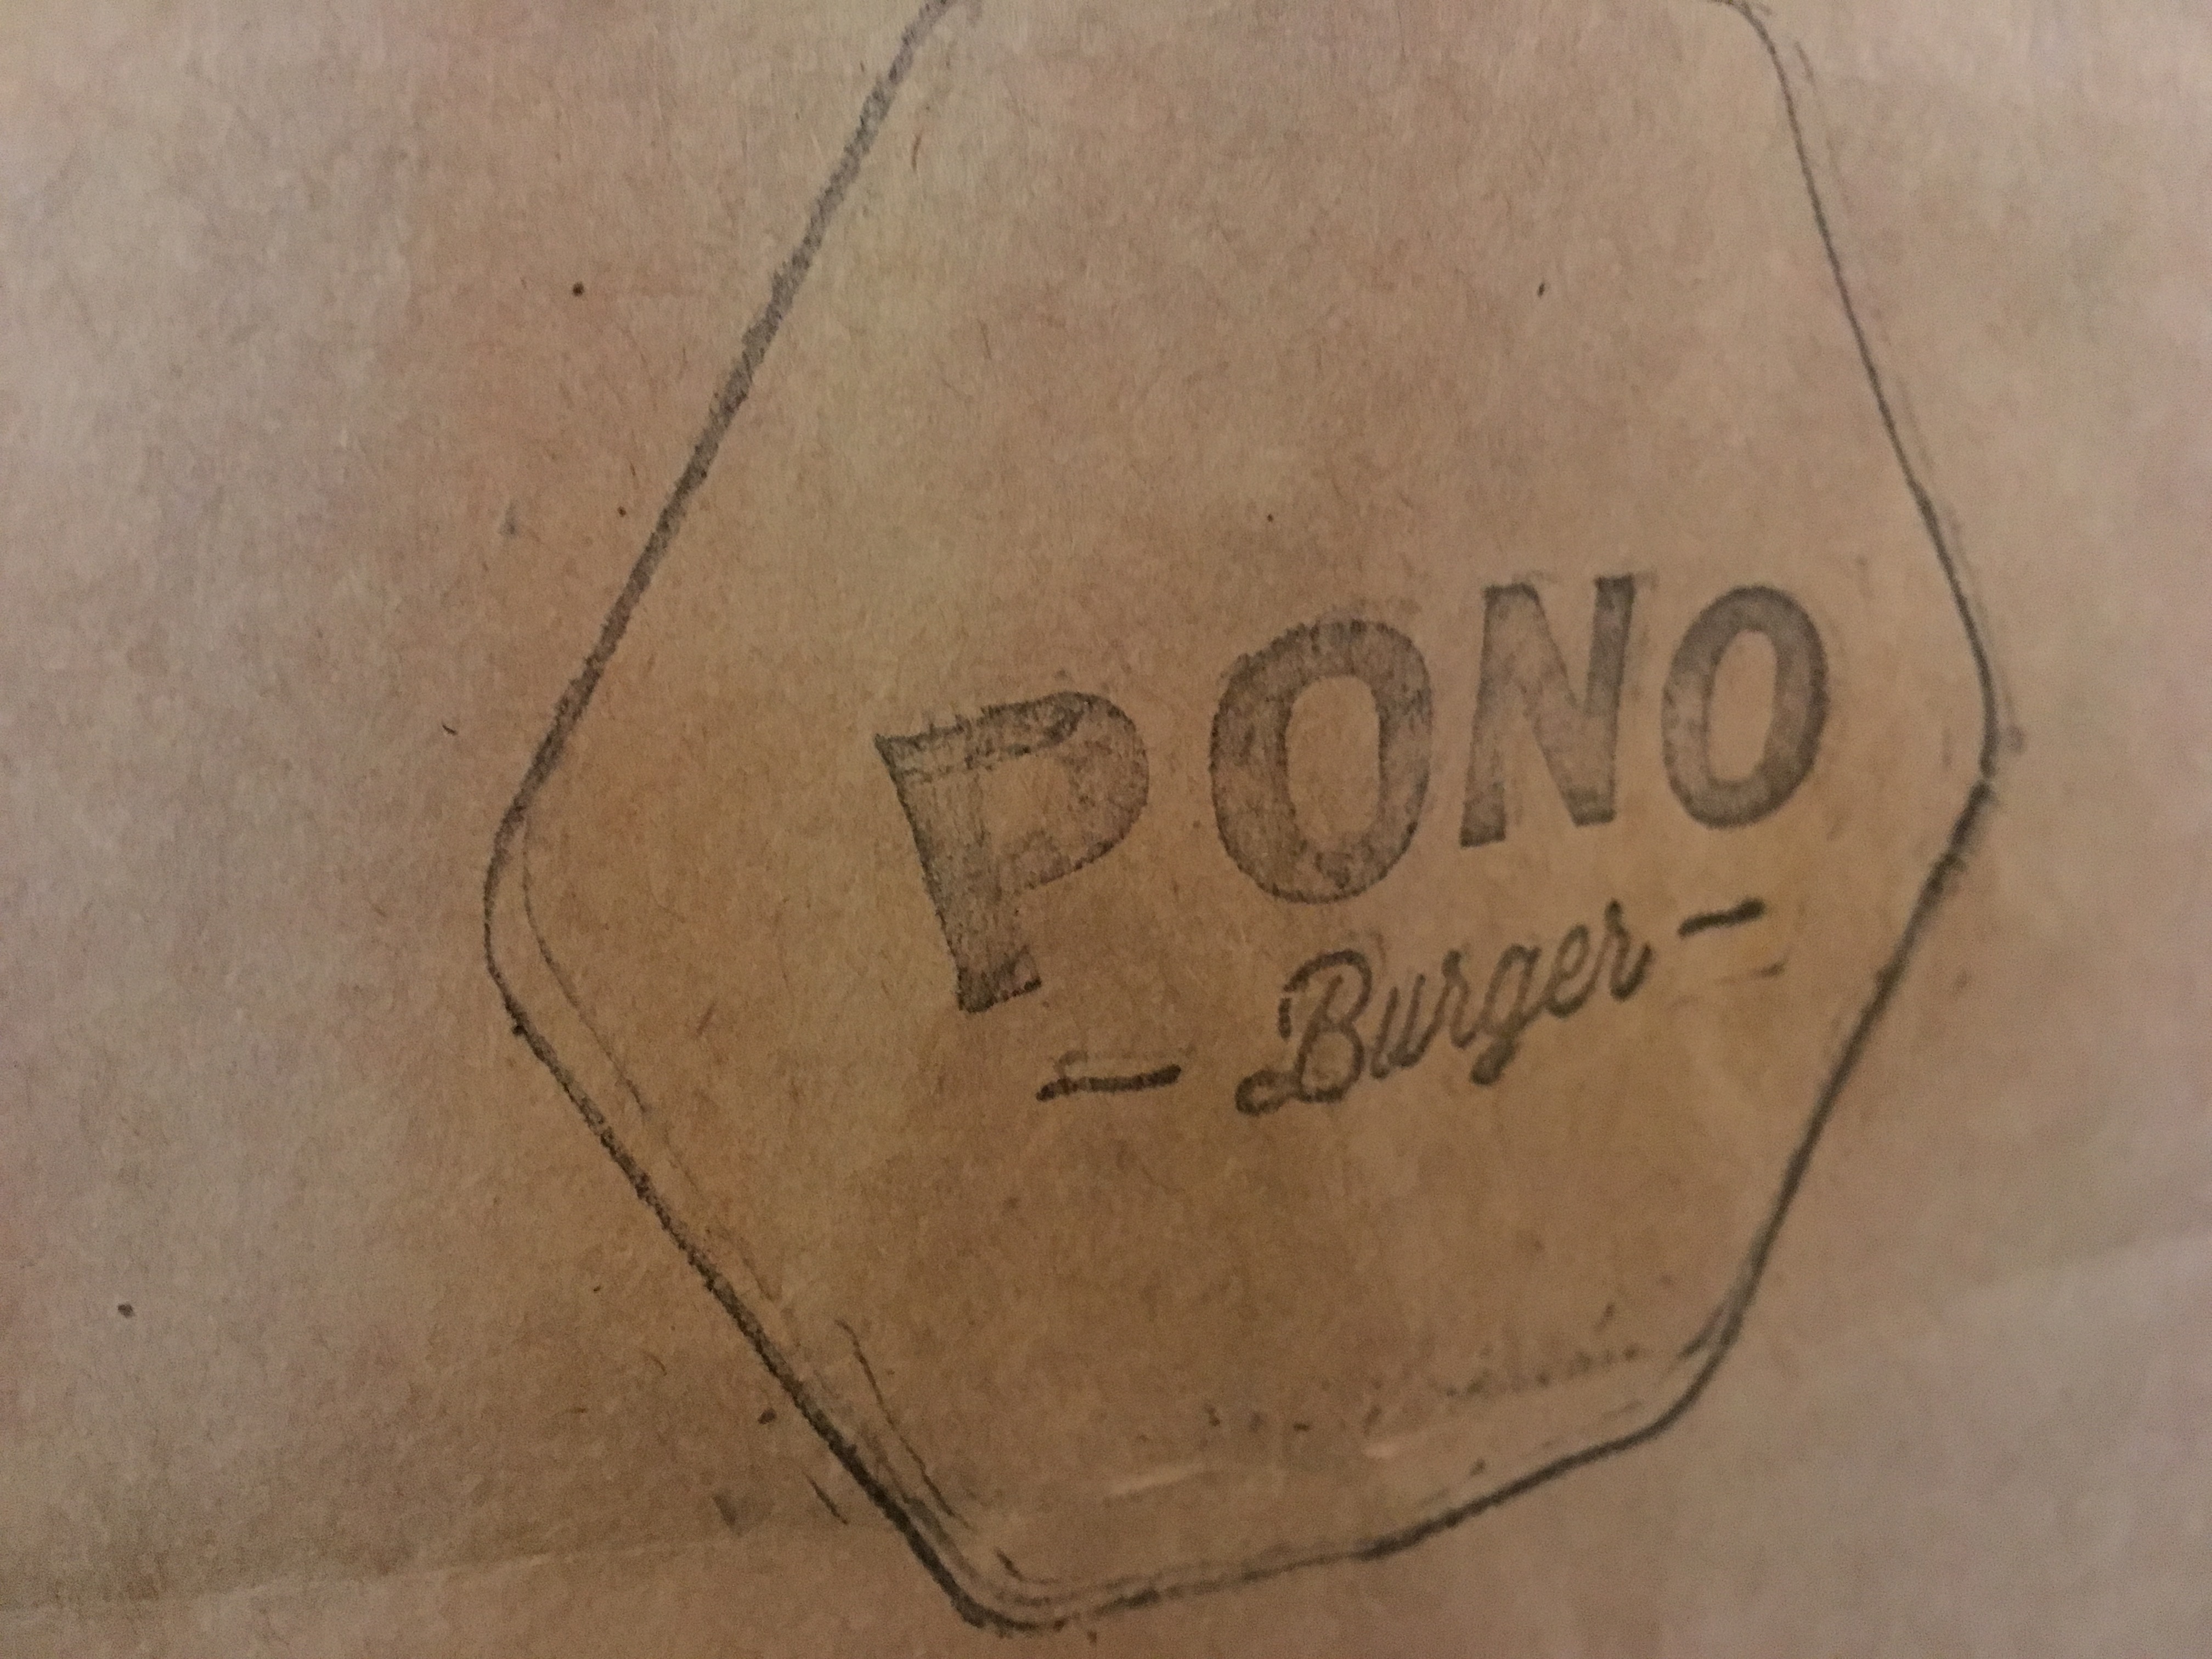 PONO
— Burger —